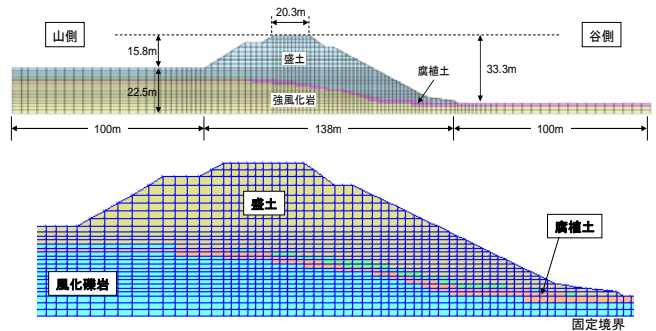 20.3m
山側
谷側
15.8m
盛土
33.3m
腐植土
22.5m
強風化岩
100m
138m
100m
盛土
腐植土
風化礫岩
固定境界